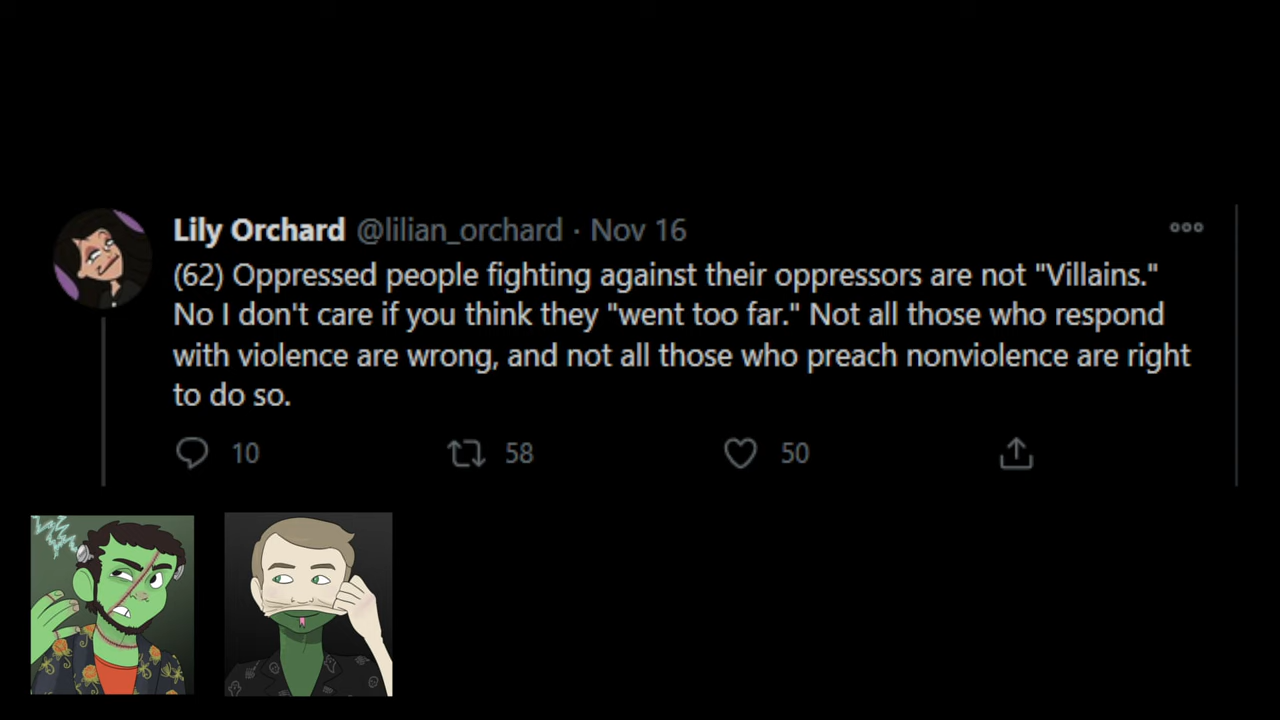 Lily Orchard @lilian_orchard · Nov 16
(62) Oppressed people fighting against their oppressors are not "Villains."
No I don't care if you think they "went too far." Not all those who respond
with violence are wrong, and not all those who preach nonviolence are right
to do so.
10 58 50